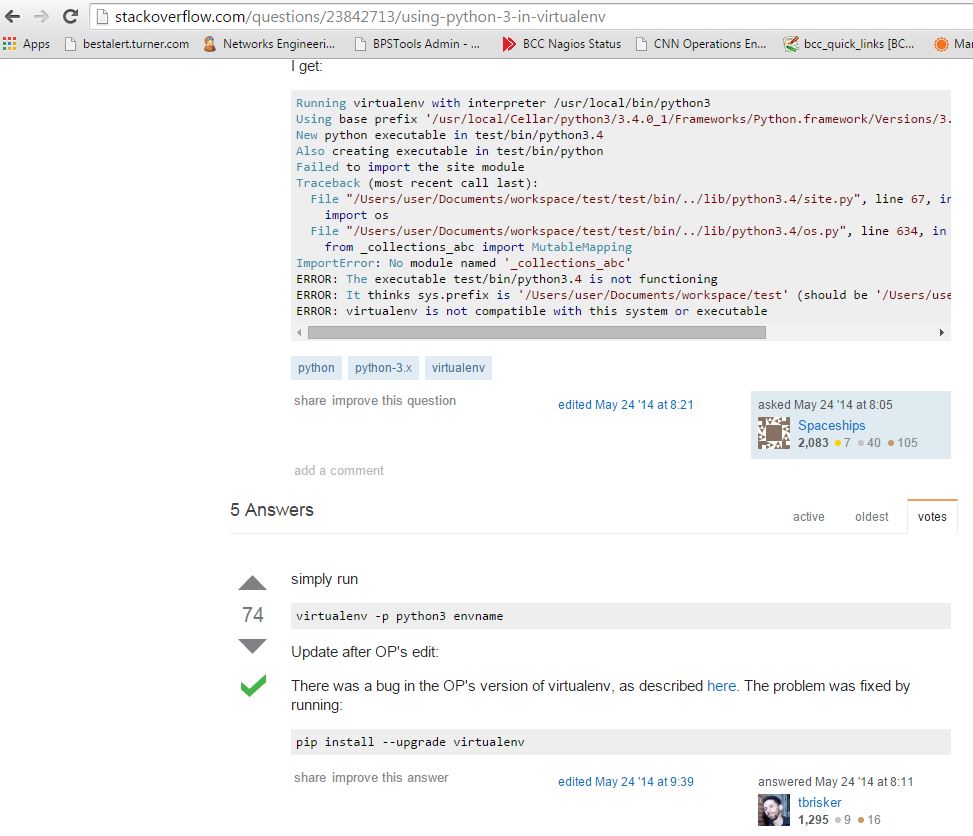 stackoverflow.com/questions/23842713/using-python-3-in-virtualenv
Apps bestalert.turner.com Networks Engineeri... BPSTools Admin - ... BCC Nagios Status CNN Operations En... bcc_quick_links [BC... Mar
I get:
Running virtualenv with interpreter /usr/local/bin/python3
Using base prefix '/usr/local/Cellar/python3/3.4.0_1/Frameworks/Python.framework/Versions/3.
New python executable in test/bin/python3.4
Also creating executable in test/bin/python
Failed to import the site module
Traceback (most recent call last):
File "/Users/user/Documents/workspace/test/test/bin/../lib/python3.4/site.py", line 67, in
import os
File "/Users/user/Documents/workspace/test/test/bin/../lib/python3.4/os.py", line 634, in
from _collections_abc import MutableMapping
ImportError: No module named '_collections_abc'
ERROR: The executable test/bin/python3.4 is not functioning
ERROR: It thinks sys.prefix is '/Users/user/Documents/workspace/test' (should be '/Users/use
ERROR: virtualenv is not compatible with this system or executable
python python-3.x virtualenv
share improve this question
edited May 24 '14 at 8:21
asked May 24 '14 at 8:05
Spaceships
2,083 7 40 105
add a comment
5 Answers
active oldest votes
simply run
74
virtualenv -p python3 envname
Update after OP's edit:
There was a bug in the OP's version of virtualenv, as described here. The problem was fixed by
running:
pip install --upgrade virtualenv
share improve this answer
edited May 24 '14 at 9:39
answered May 24 '14 at 8:11
tbrisker
1,295 9 16